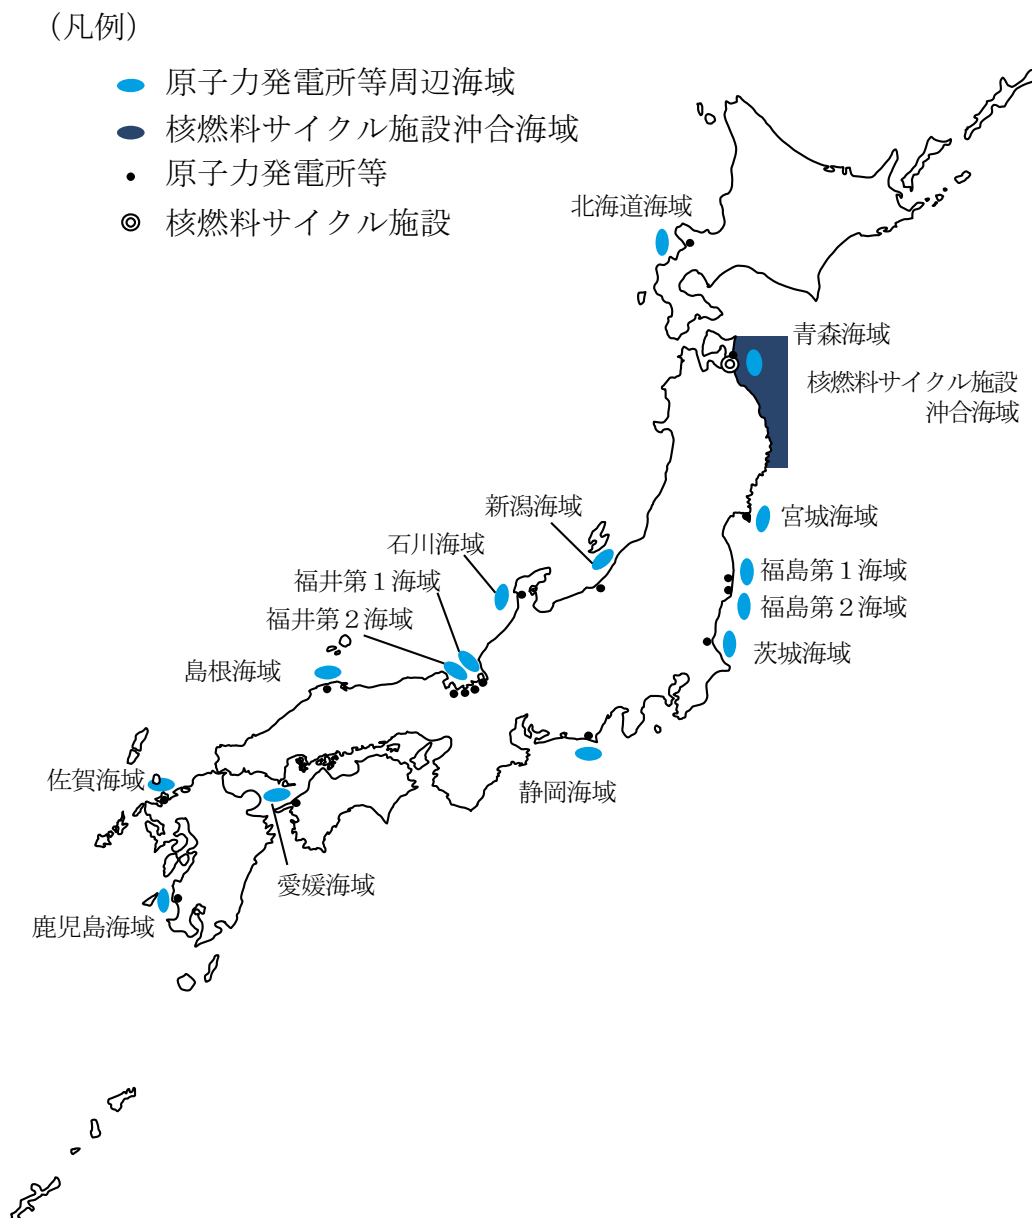 （凡例）
原子力発電所等周辺海域
核燃料サイクル施設沖合海域
原子力発電所等
核燃料サイクル施設
北海道海域
青森海域
核燃料サイクル施設
沖合海域
新潟海域
宮城海域
石川海域
福井第１海域
福島第１海域
福井第２海域
福島第２海域
島根海域
茨城海域
佐賀海域
静岡海域
愛媛海域
鹿児島海域